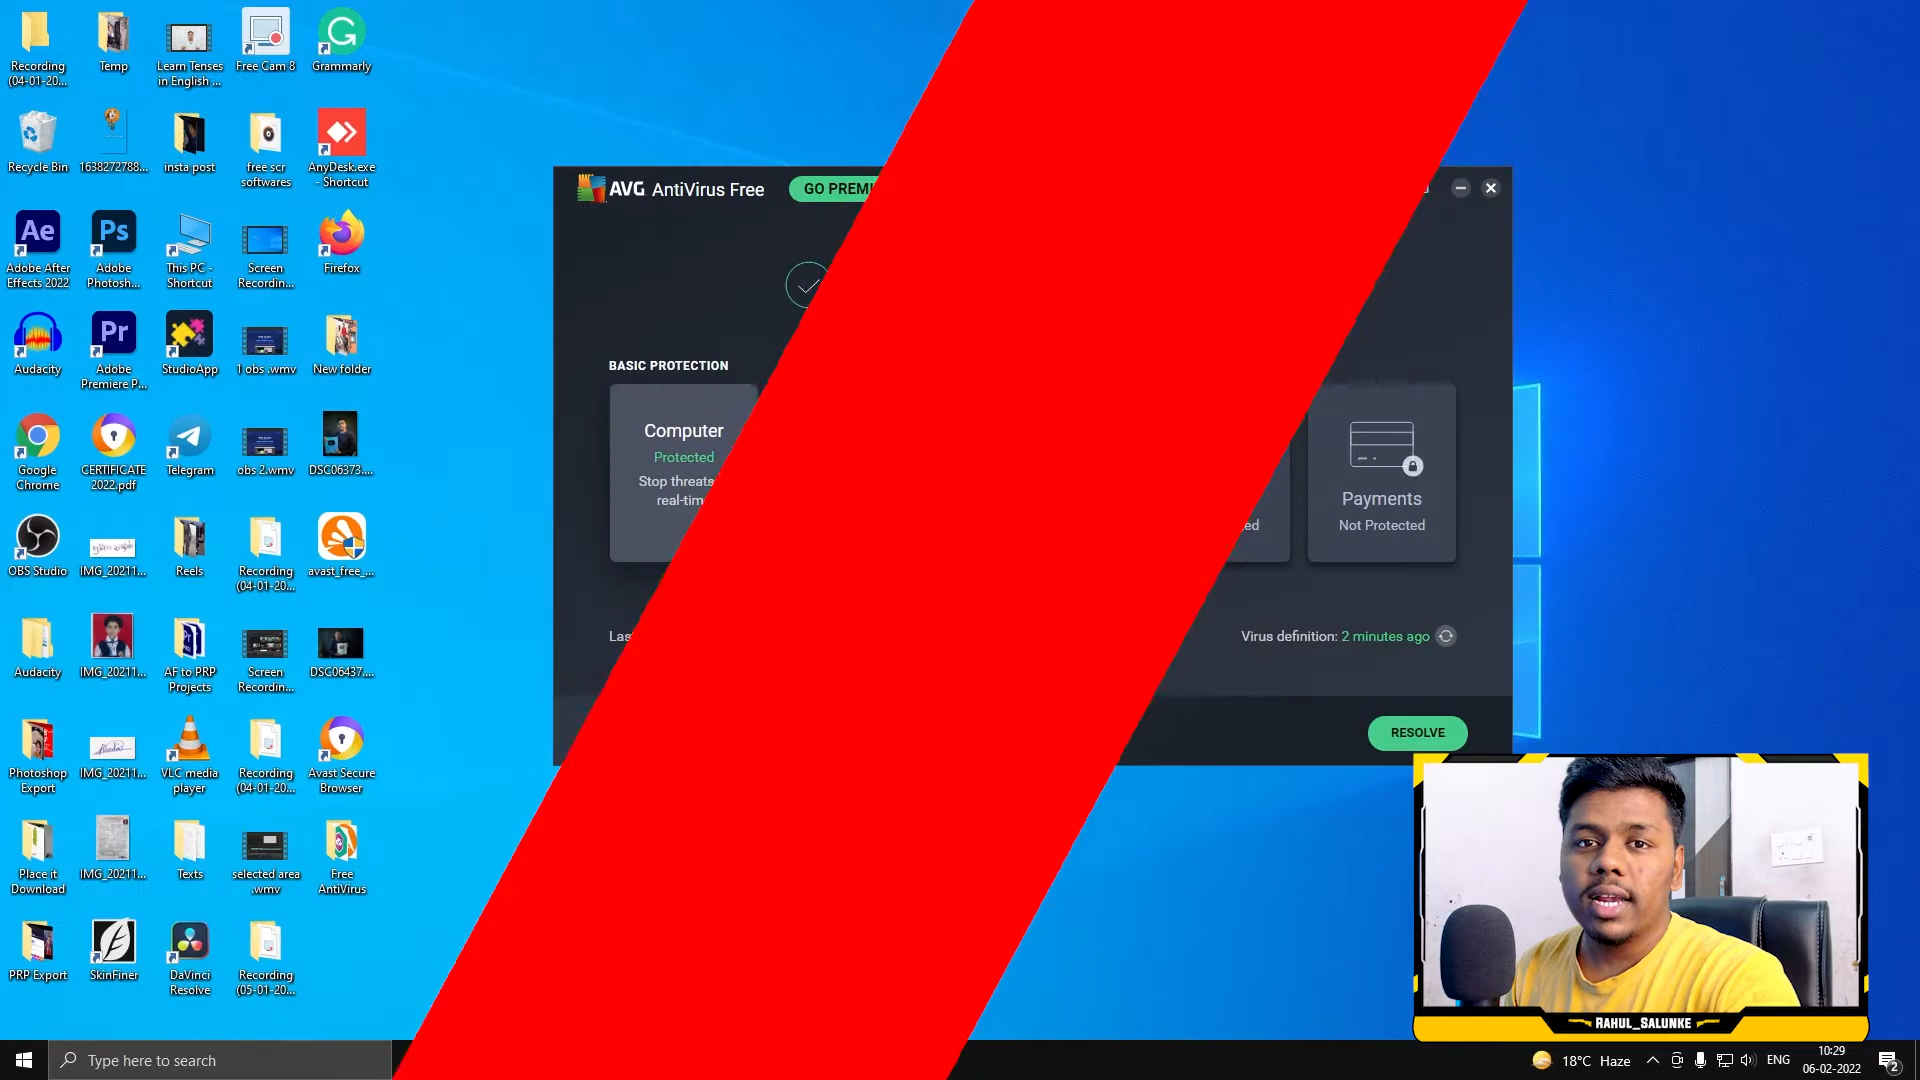 Recording
(04-01-20...
Temp
Learn Tenses
in English ...
Free Cam 8
Grammarly
Recycle Bin
1638272788...
insta post
free scr
softwares
AnyDesk.exe
- Shortcut
Ae
Adobe After
Effects 2022
Ps
Adobe
Photosh...
This PC -
Shortcut
Screen
Recordin...
Firefox
Audacity
Pr
Adobe
Premiere P...
StudioApp
1 obs .wmv
New folder
Google
Chrome
CERTIFICATE
2022.pdf
Telegram
obs 2.wmv
DSC06373....
OBS Studio
IMG_20211...
Reels
Recording
(04-01-20...
avast_free_...
Audacity
IMG_20211...
AF to PRP
Projects
Screen
Recordin...
DSC06437....
Photoshop
Export
IMG_20211...
VLC media
player
Recording
(04-01-20...
Avast Secure
Browser
Place it
Download
IMG_20211...
Texts
selected area
.wmv
Free
AntiVirus
PRP Export
SkinFiner
DaVinci
Resolve
Recording
(05-01-20...
AVG AntiVirus Free
GO PREMI
BASIC PROTECTION
Computer
Protected
Stop threats
real-tim
ed
Payments
Not Protected
Las
Virus definition: 2 minutes ago
RESOLVE
RAHUL_SALUNKE
Type here to search
18°C Haze
ENG
10:29
06-02-2022
2